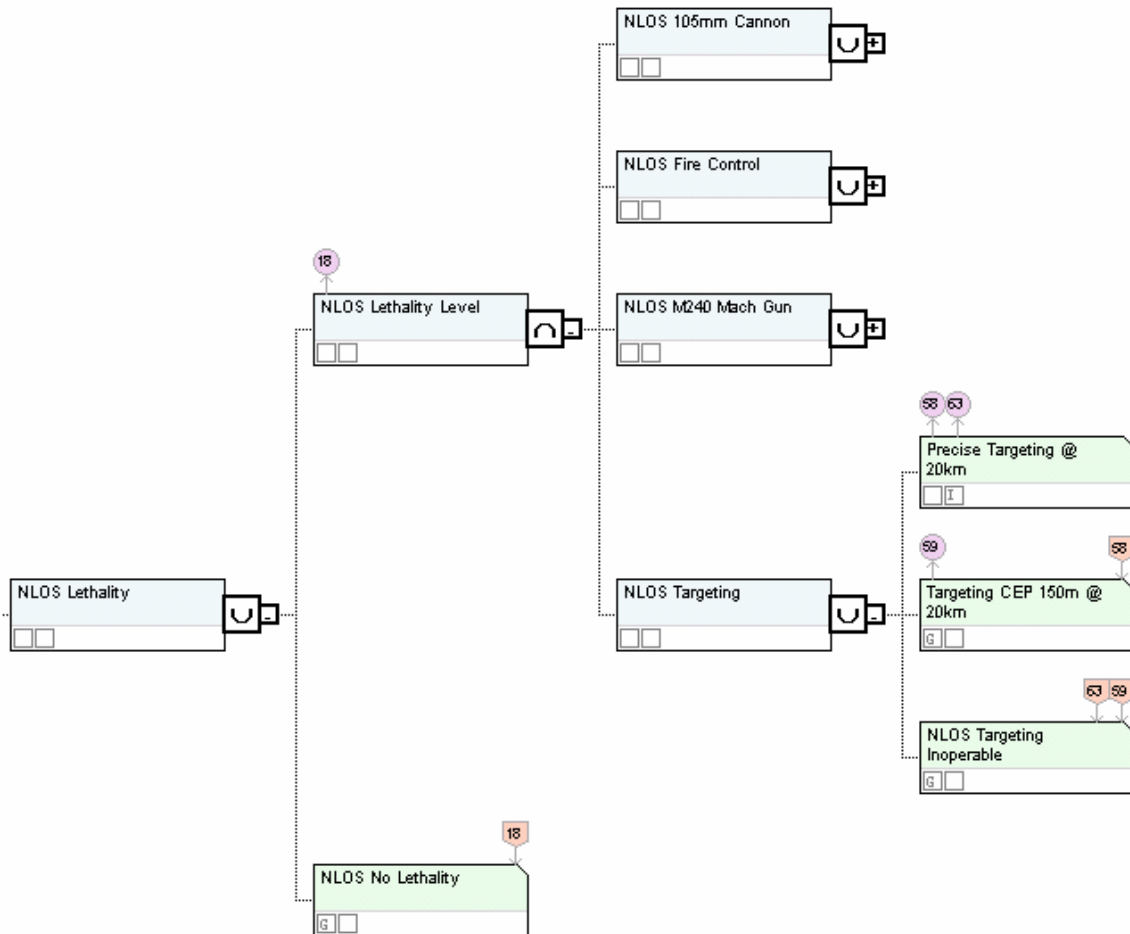 NLOS 105mm Cannon
+
NLOS Fire Control
+
18
NLOS Lethality Level
-
NLOS M240 Mach Gun
+
58 63
Precise Targeting @
20km
I
59
58
NLOS Lethality
-
NLOS Targeting
-
Targeting CEP 150m @
20km
G
63 59
NLOS Targeting
Inoperable
G
18
NLOS No Lethality
G